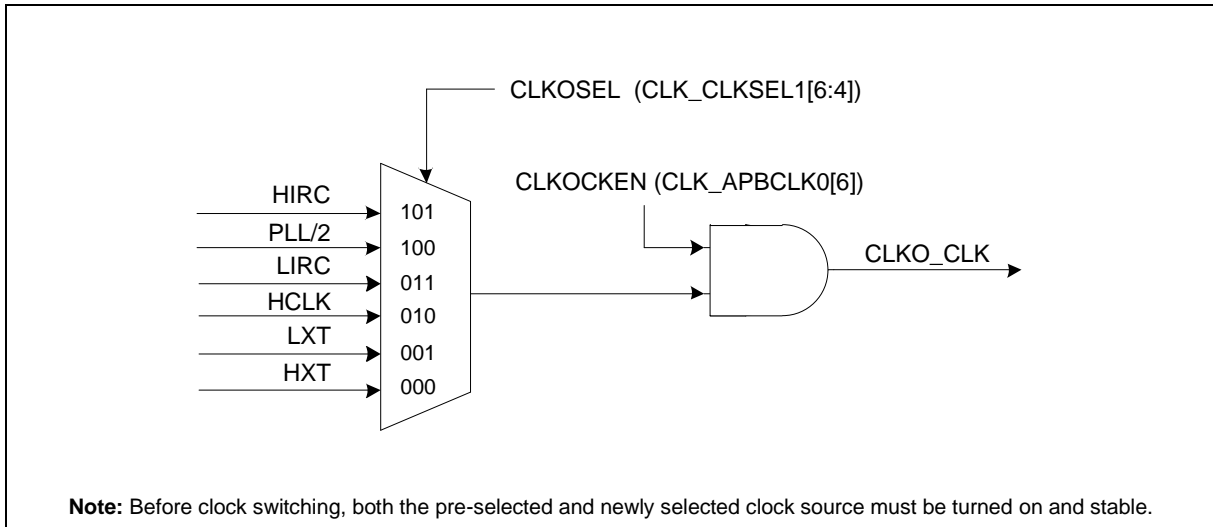 CLKOSEL (CLK_CLKSEL1[6:4])
CLKOCKEN (CLK_APBCLK0[6])
HIRC
101
PLL/2
100
CLKO_CLK
LIRC
011
HCLK
010
LXT
001
HXT
000
Note: Before clock switching, both the pre-selected and newly selected clock source must be turned on and stable.